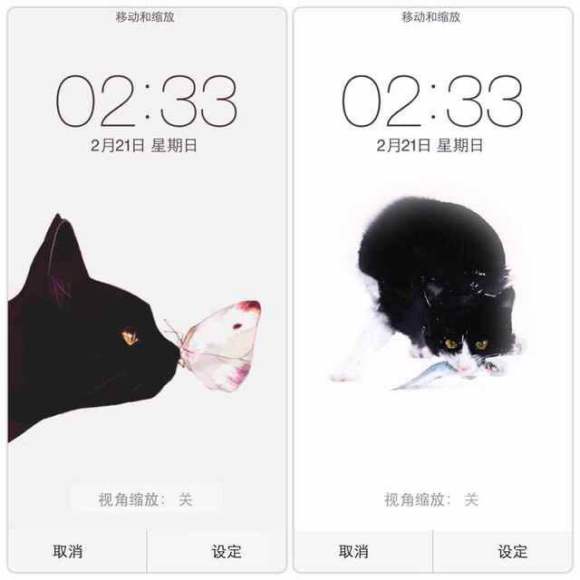 移动和缩放
02:33
2月21日 星期日
视角缩放： 关
取消 设定
移动和缩放
02:33
2月21日 星期日
视角缩放： 关
取消 设定